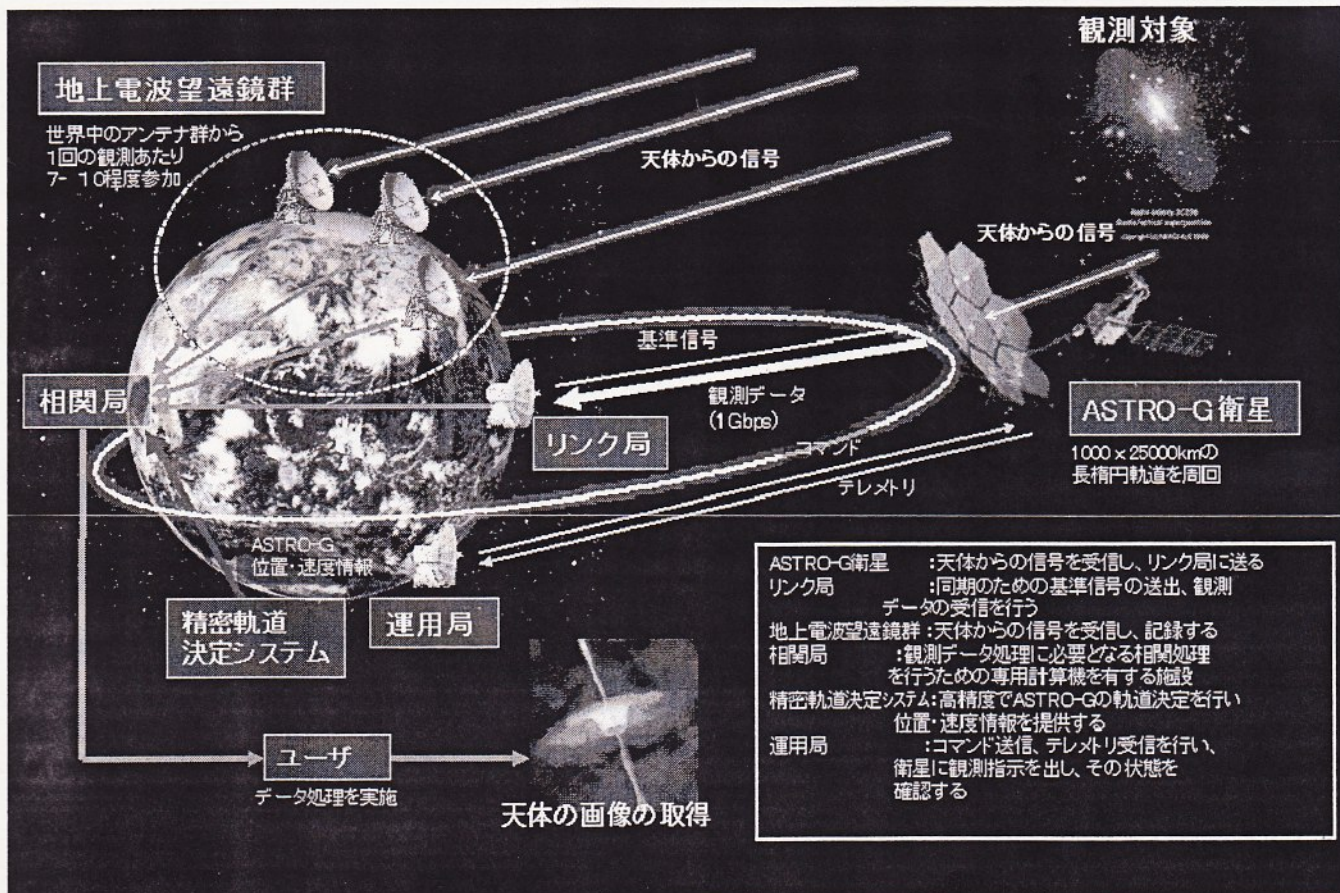 観測対象
地上電波望遠鏡群
世界中のアンテナ群から
1回の観測あたり
7- 10程度参加
天体からの信号
天体からの信号
基準信号
相関局
観測データ
(1Gbps)
リンク局
ASTRO-G衛星
1000 x 25000kmの
長楕円軌道を周回
コマンド
テレメトリ
ASTRO-G
位置・速度情報
精密軌道
決定システム
運用局
ユーザ
データ処理を実施
天体の画像の取得
ASTRO-G衛星 :天体からの信号を受信し、リンク局に送る
リンク局 :同期のための基準信号の送出、観測
データの受信を行う
地上電波望遠鏡群:天体からの信号を受信し、記録する
相関局 :観測データ処理に必要となる相関処理
を行うための専用計算機を有する施設
精密軌道決定システム:高精度でASTRO-Gの軌道決定を行い
位置・速度情報を提供する
運用局 :コマンド送信、テレメトリ受信を行い、
衛星に観測指示を出し、その状態を
確認する